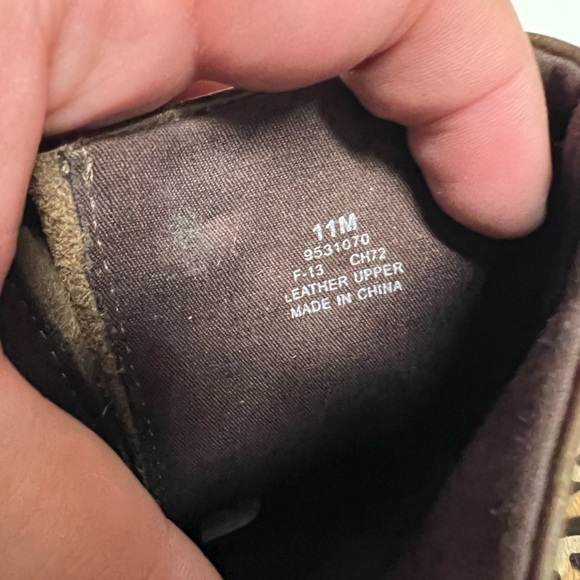 11M
9531070
F-13 CH72
LEATHER UPPER
MADE IN CHINA